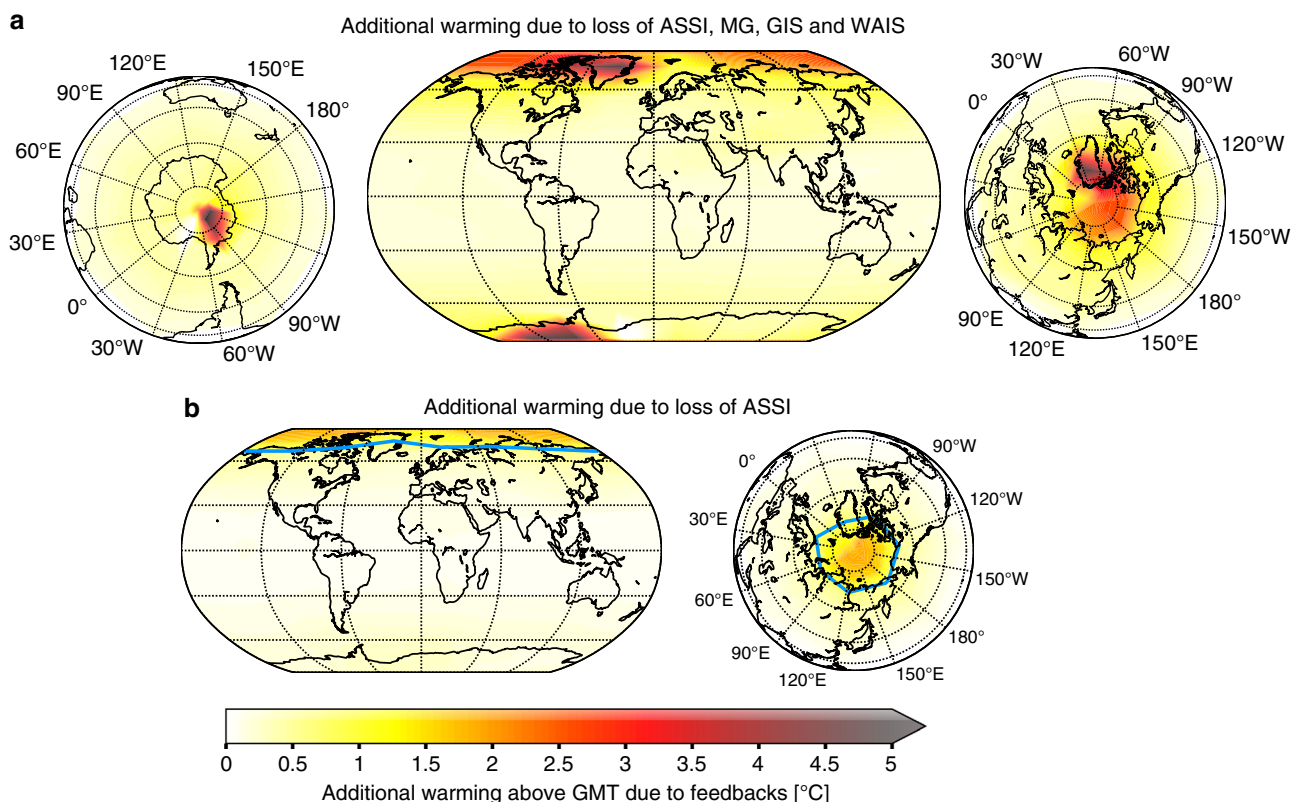 a
Additional warming due to loss of ASSI, MG, GIS and WAIS
120°E
150°E
90°E
180°
60°E
30°E
0°
30°W
60°W
90°W
60°W
30°W
90°W
0°
120°W
150°W
180°
90°E
120°E
150°E
b
Additional warming due to loss of ASSI
90°W
0°
120°W
30°E
150°W
60°E
180°
90°E
120°E
150°E
0 0.5 1 1.5 2 2.5 3 3.5 4 4.5 5
Additional warming above GMT due to feedbacks [°C]